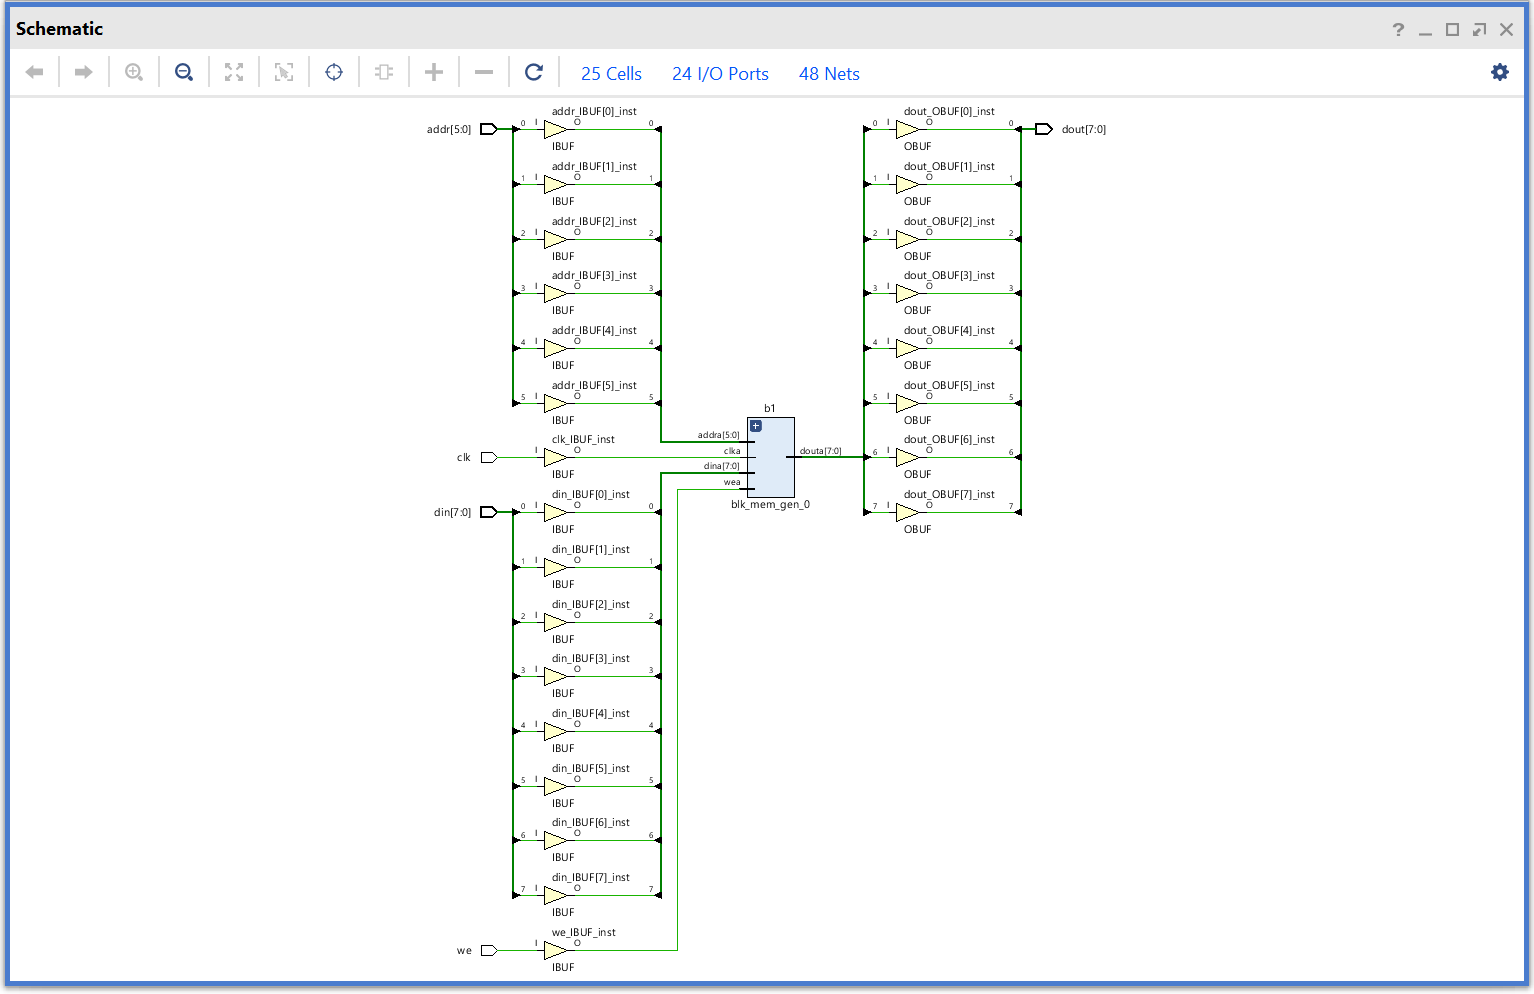 Schematic
?
25 Cells 24 I/O Ports 48 Nets
addr[5:0]
addr_IBUF[0]_inst
0 I O 0
IBUF
addr_IBUF[1]_inst
1 I O 1
IBUF
addr_IBUF[2]_inst
2 I O 2
IBUF
addr_IBUF[3]_inst
3 I O 3
IBUF
addr_IBUF[4]_inst
4 I O 4
IBUF
addr_IBUF[5]_inst
5 I O 5
IBUF
clk
clk_IBUF_inst
I O
IBUF
din[7:0]
din_IBUF[0]_inst
0 I O 0
IBUF
din_IBUF[1]_inst
1 I O 1
IBUF
din_IBUF[2]_inst
2 I O 2
IBUF
din_IBUF[3]_inst
3 I O 3
IBUF
din_IBUF[4]_inst
4 I O 4
IBUF
din_IBUF[5]_inst
5 I O 5
IBUF
din_IBUF[6]_inst
6 I O 6
IBUF
din_IBUF[7]_inst
7 I O 7
IBUF
we
we_IBUF_inst
I O
IBUF
b1
addra[5:0]
clka
dina[7:0]
wea
douta[7:0]
blk_mem_gen_0
dout_OBUF[0]_inst
0 I O 0
OBUF
dout_OBUF[1]_inst
1 I O 1
OBUF
dout_OBUF[2]_inst
2 I O 2
OBUF
dout_OBUF[3]_inst
3 I O 3
OBUF
dout_OBUF[4]_inst
4 I O 4
OBUF
dout_OBUF[5]_inst
5 I O 5
OBUF
dout_OBUF[6]_inst
6 I O 6
OBUF
dout_OBUF[7]_inst
7 I O 7
OBUF
dout[7:0]